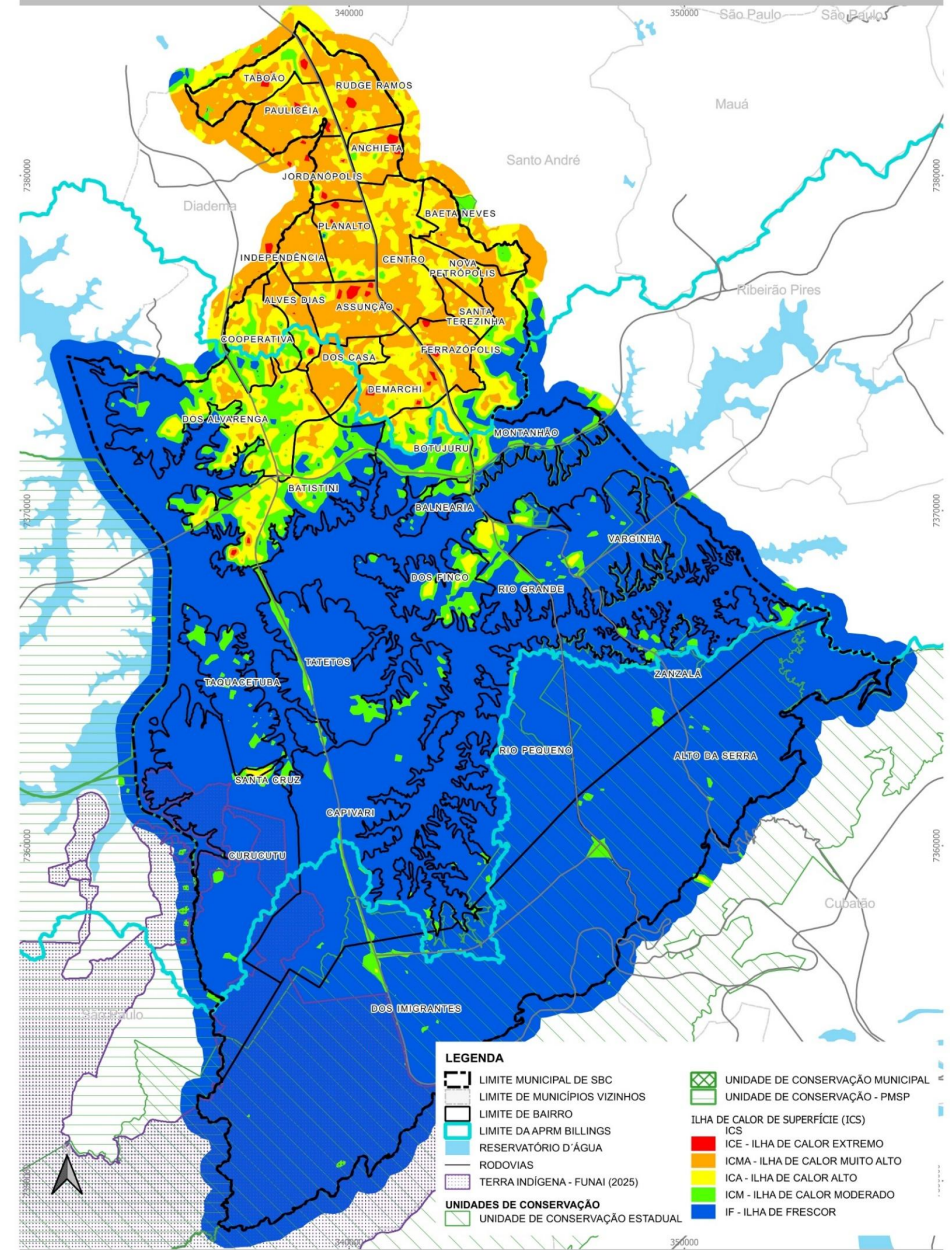 340000
350000
São Paulo
São Paulo
TABOÃO
RUDGE RAMOS
PAULICÉIA
Mauá
ANCHIETA
Santo André
7380000
7380000
JORDANÓPOLIS
Diadema
BAETA NEVES
PLANALTO
INDEPENDÊNCIA
CENTRO
NOVA
PETRÓPOLIS
Ribeirão Pires
ALVES DIAS
ASSUNÇÃO
SANTA
TEREZINHA
COOPERATIVA
DOS CASA
FERRAZÓPOLIS
DEMARCHI
DOS ALVARENGA
MONTANHÃO
BOTUJURU
BATISTINI
BALNEARIA
7370000
7370000
VARGINHA
DOS FINCO
RIO GRANDE
TATETOS
TAQUACETUBA
ZANZALÁ
RIO PEQUENO
ALTO DA SERRA
SANTA CRUZ
CAPIVARI
7360000
7360000
CURUCUTU
Cubatão
DOS IMIGRANTES
São Paulo
LEGENDA
LIMITE MUNICIPAL DE SBC
LIMITE DE MUNICÍPIOS VIZINHOS
LIMITE DE BAIRRO
LIMITE DA APRM BILLINGS
RESERVATÓRIO D´ÁGUA
RODOVIAS
TERRA INDÍGENA - FUNAI (2025)
UNIDADES DE CONSERVAÇÃO
UNIDADE DE CONSERVAÇÃO ESTADUAL
UNIDADE DE CONSERVAÇÃO MUNICIPAL
UNIDADE DE CONSERVAÇÃO - PMSP
ILHA DE CALOR DE SUPERFÍCIE (ICS)
ICS
ICE - ILHA DE CALOR EXTREMO
ICMA - ILHA DE CALOR MUITO ALTO
ICA - ILHA DE CALOR ALTO
ICM - ILHA DE CALOR MODERADO
IF - ILHA DE FRESCOR
340000
350000